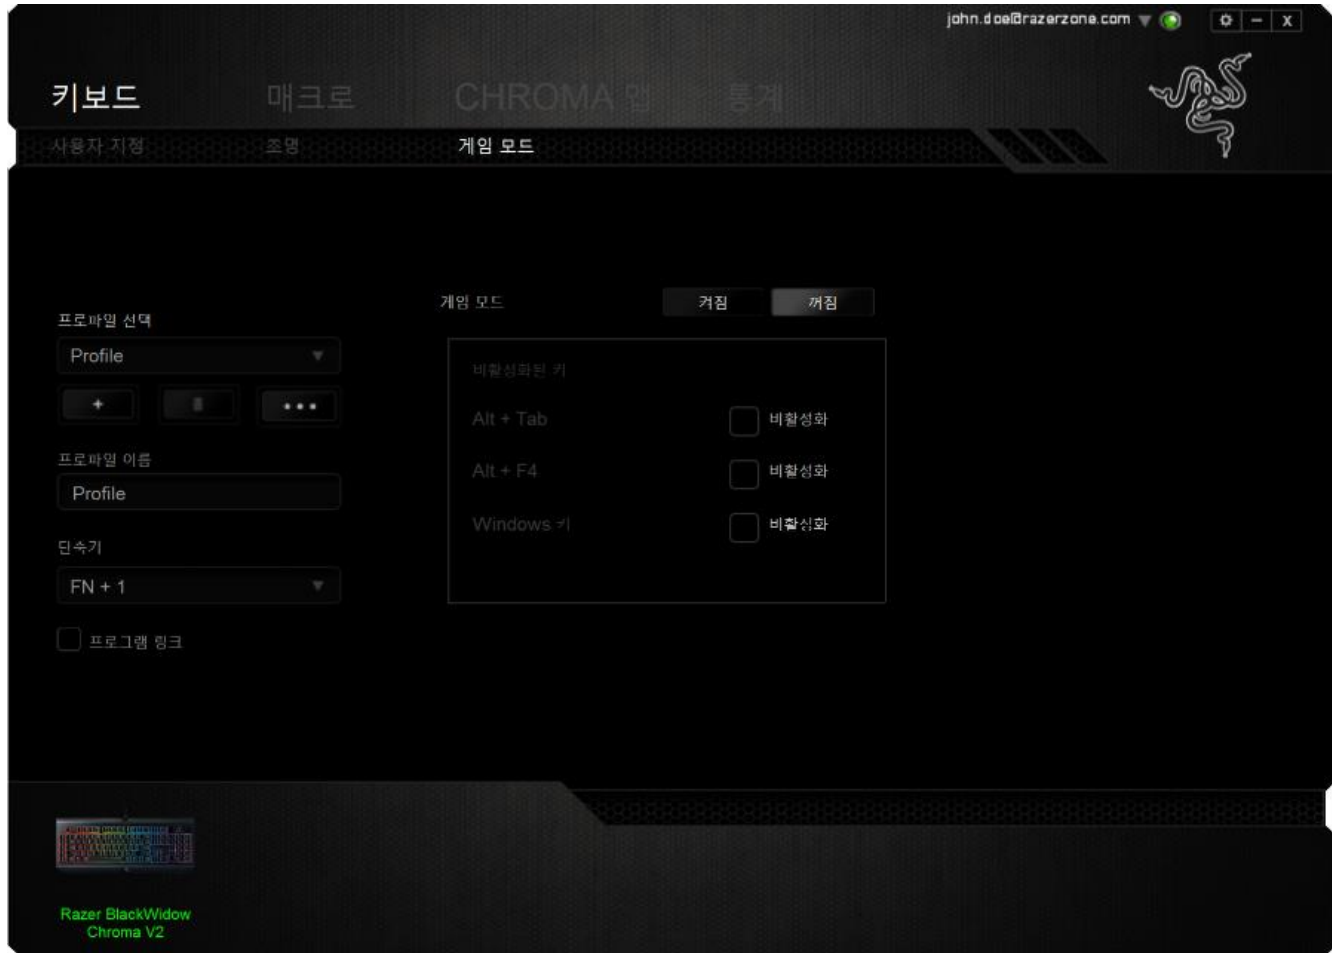 john.doe@razerzone.com
키보드 매크로 CHROMA 맵 통계
사용자 지정 조명 게임 모드
게임 모드 켜짐 꺼짐
프로파일 선택
Profile
비활성화된 키
Alt + Tab 비활성화
프로파일 이름
Alt + F4 비활성화
Profile
Windows 키 비활성화
단축키
FN + 1
프로그램 링크
Razer BlackWidow
Chroma V2